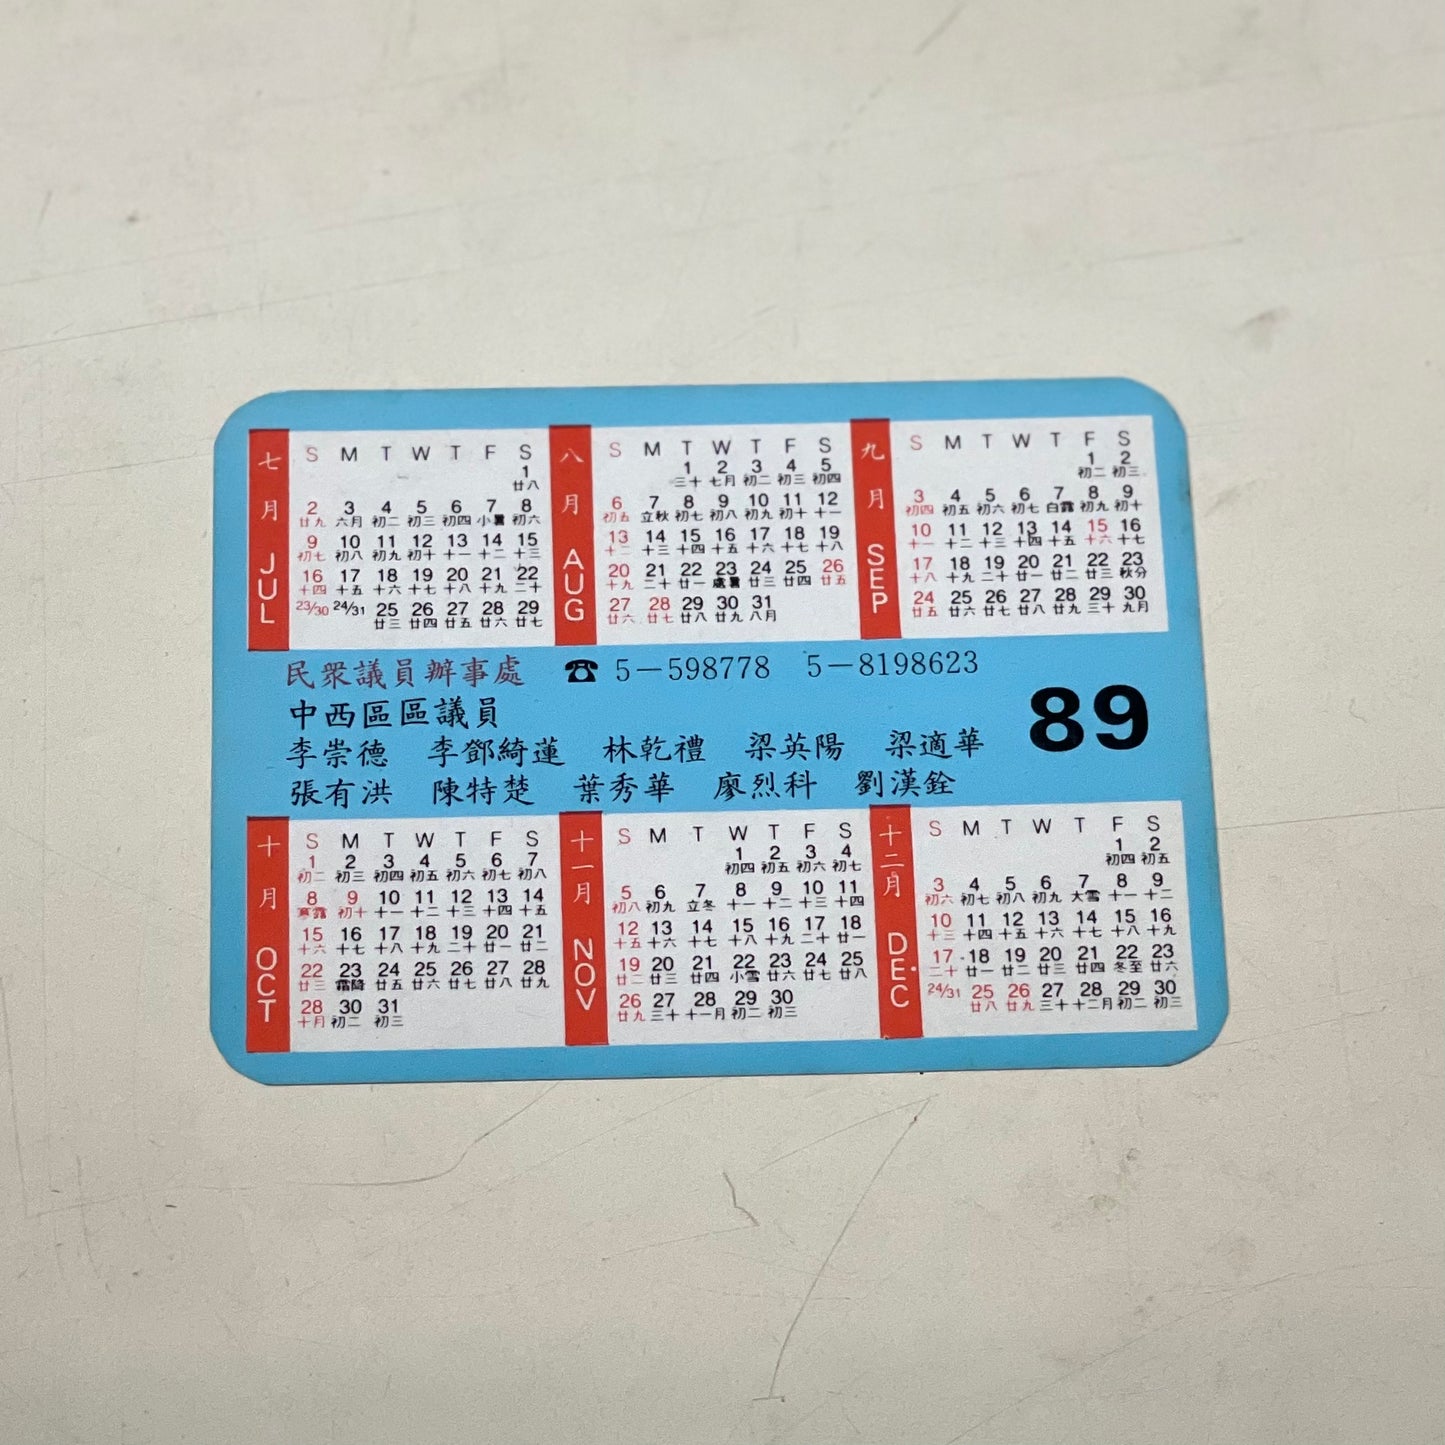 七月 JUL
S M T W T F S
1
廿八
2 3 4 5 6 7 8
廿九 六月 初二 初三 初四 小暑 初六
9 10 11 12 13 14 15
初七 初八 初九 初十 十一 十二 十三
16 17 18 19 20 21 22
十四 十五 十六 十七 十八 十九 二十
23/30 24/31 25 26 27 28 29
廿三 廿四 廿五 廿六 廿七
八月 AUG
S M T W T F S
1 2 3 4 5
三十 七月 初二 初三 初四
6 7 8 9 10 11 12
初五 立秋 初七 初八 初九 初十 十一
13 14 15 16 17 18 19
十二 十三 十四 十五 十六 十七 十八
20 21 22 23 24 25 26
十九 二十 廿一 處暑 廿三 廿四 廿五
27 28 29 30 31
廿六 廿七 廿八 廿九 八月
九月 SEP
S M T W T F S
1 2
初二 初三
3 4 5 6 7 8 9
初四 初五 初六 初七 白露 初九 初十
10 11 12 13 14 15 16
十一 十二 十三 十四 十五 十六 十七
17 18 19 20 21 22 23
十八 十九 二十 廿一 廿二 廿三 秋分
24 25 26 27 28 29 30
廿五 廿六 廿七 廿八 廿九 三十 九月
民衆議員辦事處 ☎ 5－598778 5－8198623
中西區區議員
89
李崇德 李鄧綺蓮 林乾禮 梁英陽 梁適華
張有洪 陳特楚 葉秀華 廖烈科 劉漢銓
十月 OCT
S M T W T F S
1 2 3 4 5 6 7
初二 初三 初四 初五 初六 初七 初八
8 9 10 11 12 13 14
寒露 初十 十一 十二 十三 十四 十五
15 16 17 18 19 20 21
十六 十七 十八 十九 二十 廿一 廿二
22 23 24 25 26 27 28
廿三 霜降 廿五 廿六 廿七 廿八 廿九
29 30 31
十月 初二 初三
十一月 NOV
S M T W T F S
1 2 3 4
初四 初五 初六 初七
5 6 7 8 9 10 11
初八 初九 立冬 十一 十二 十三 十四
12 13 14 15 16 17 18
十五 十六 十七 十八 十九 二十 廿一
19 20 21 22 23 24 25
廿二 廿三 廿四 小雪 廿六 廿七 廿八
26 27 28 29 30
廿九 三十 十一月 初二 初三
十二月 DEC
S M T W T F S
1 2
初四 初五
3 4 5 6 7 8 9
初六 初七 初八 初九 大雪 十一 十二
10 11 12 13 14 15 16
十三 十四 十五 十六 十七 十八 十九
17 18 19 20 21 22 23
二十 廿一 廿二 廿三 廿四 冬至 廿六
24/31 25 26 27 28 29 30
廿八 廿九 三十 十二月 初二 初三